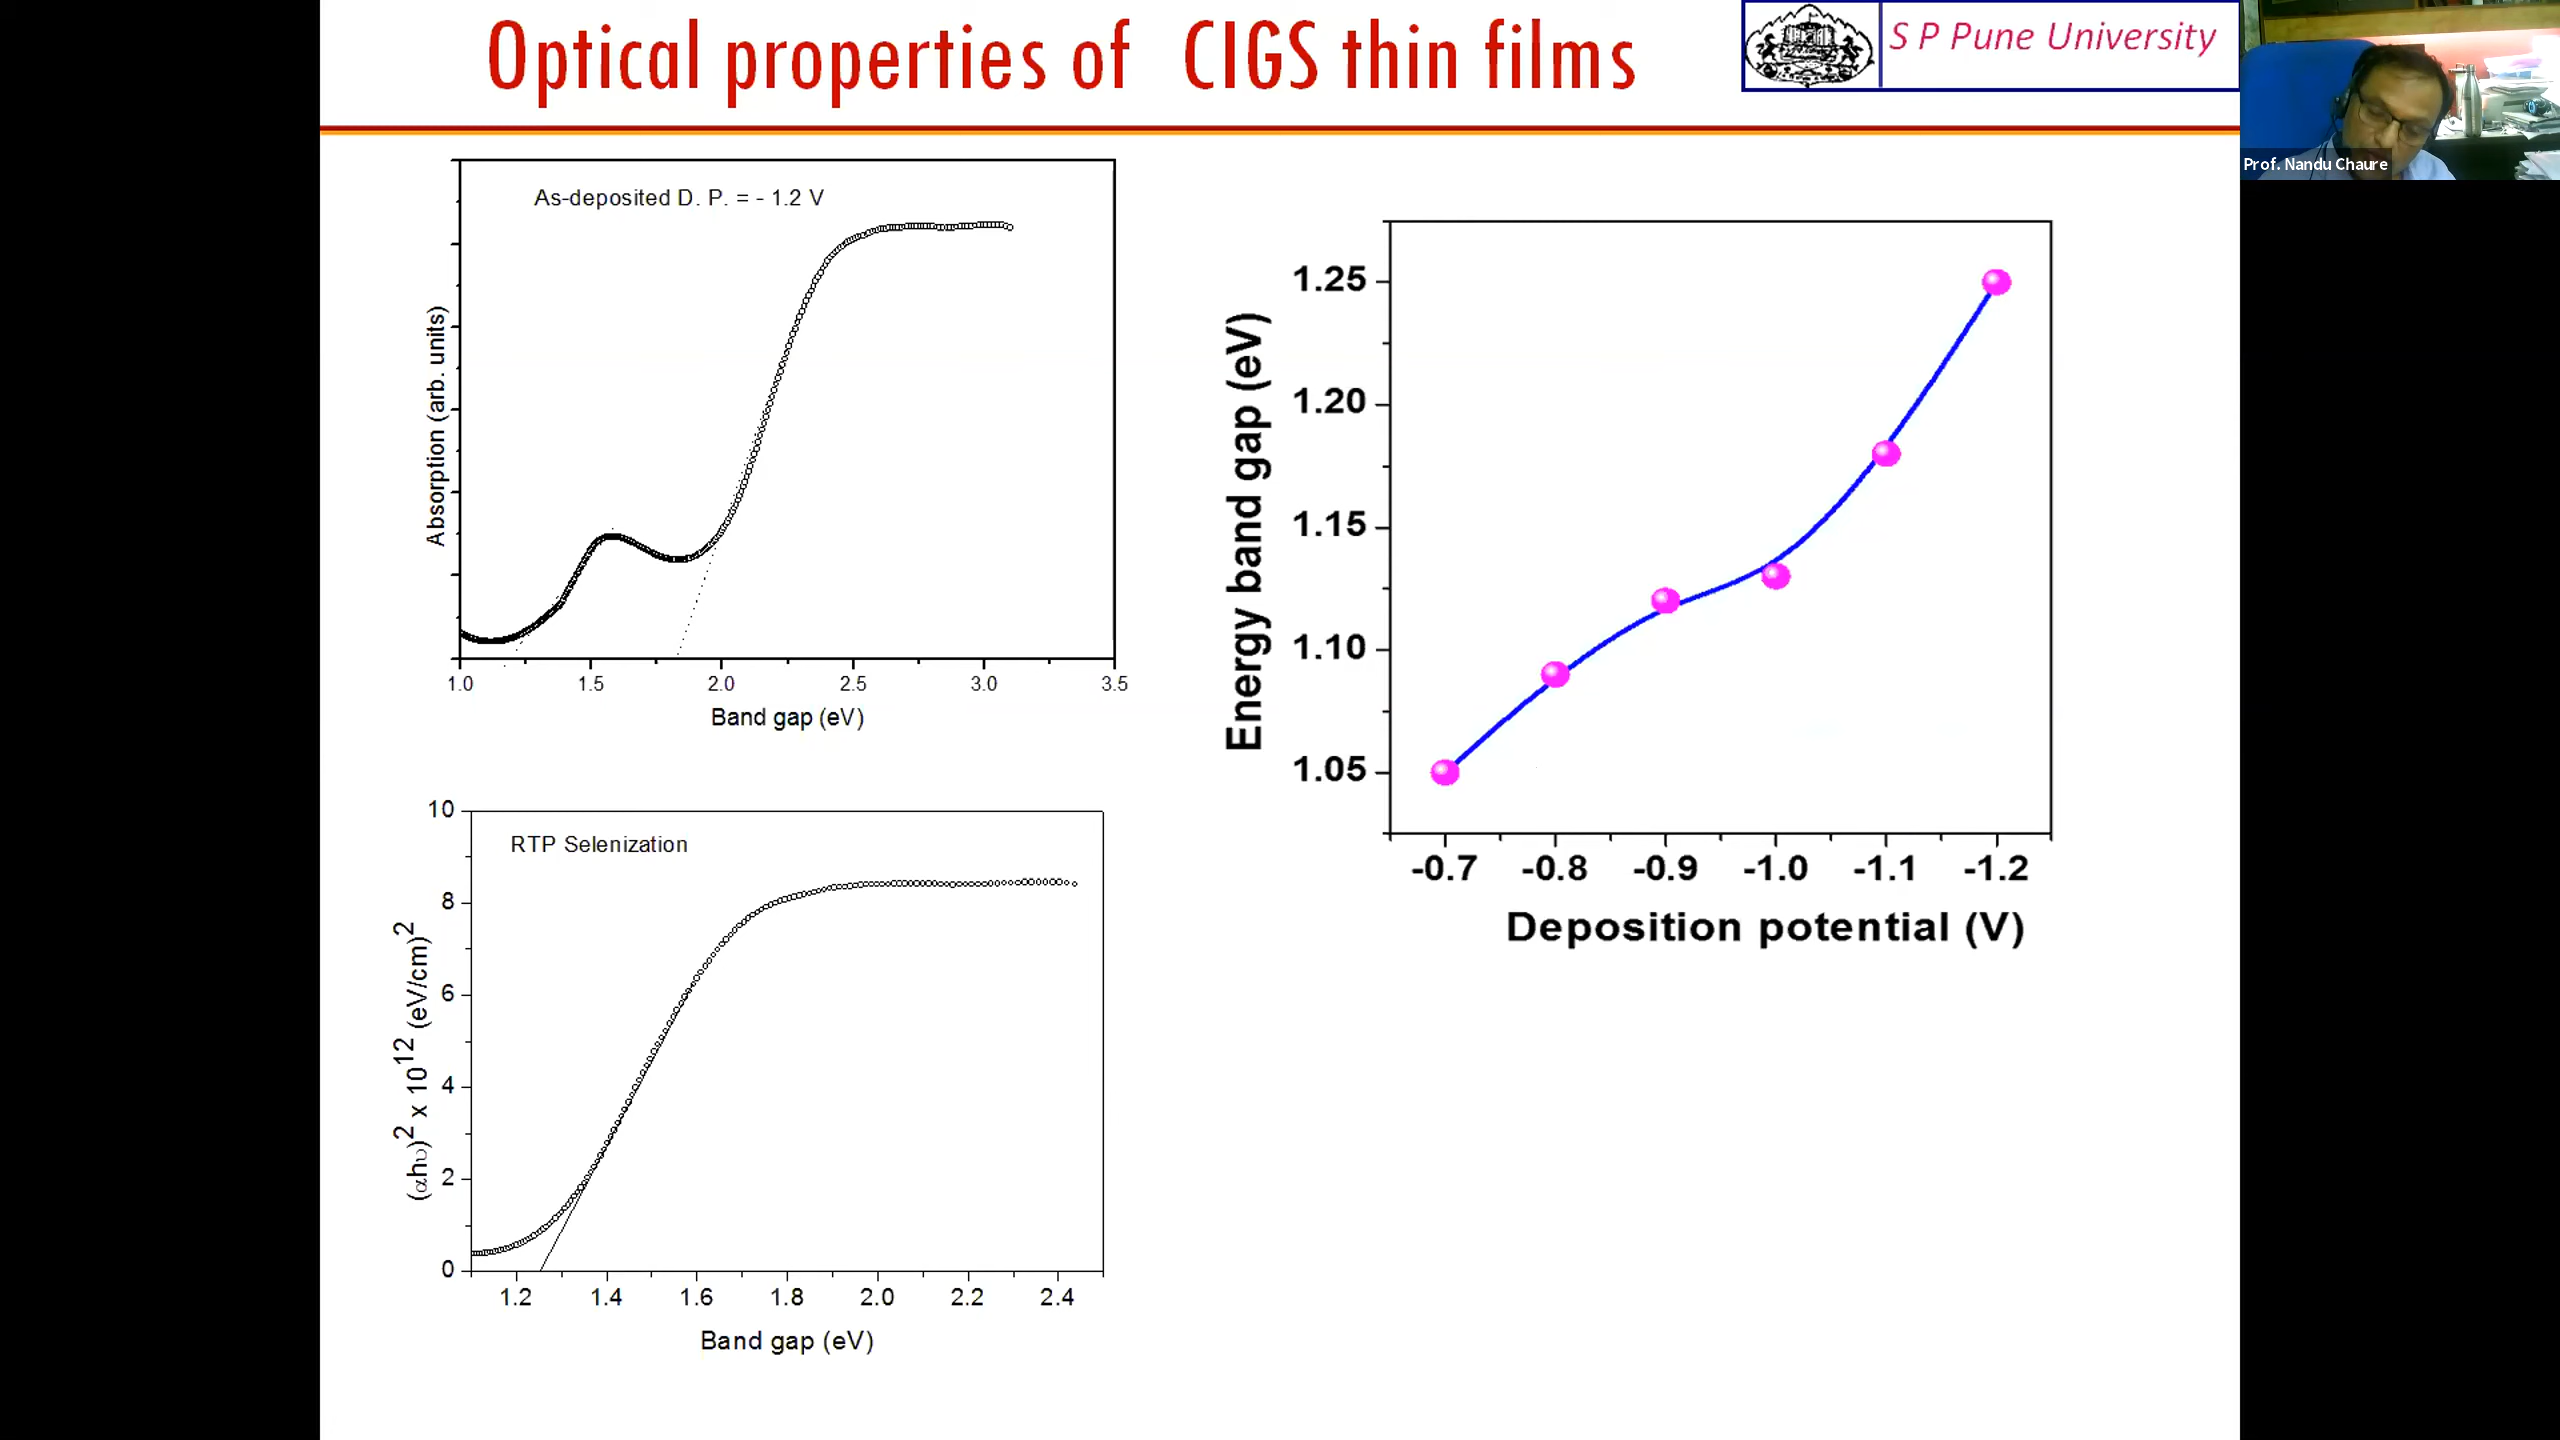 Optical properties of CIGS thin films
S P Pune University
Prof. Nandu Chaure
As-deposited D. P. = - 1.2 V
Absorption (arb. units)
1.0 1.5 2.0 2.5 3.0 3.5
Band gap (eV)
RTP Selenization
(αhυ)2 x 1012 (eV/cm)2
10
8
6
4
2
0
1.2 1.4 1.6 1.8 2.0 2.2 2.4
Band gap (eV)
Energy band gap (eV)
1.25
1.20
1.15
1.10
1.05
-0.7 -0.8 -0.9 -1.0 -1.1 -1.2
Deposition potential (V)